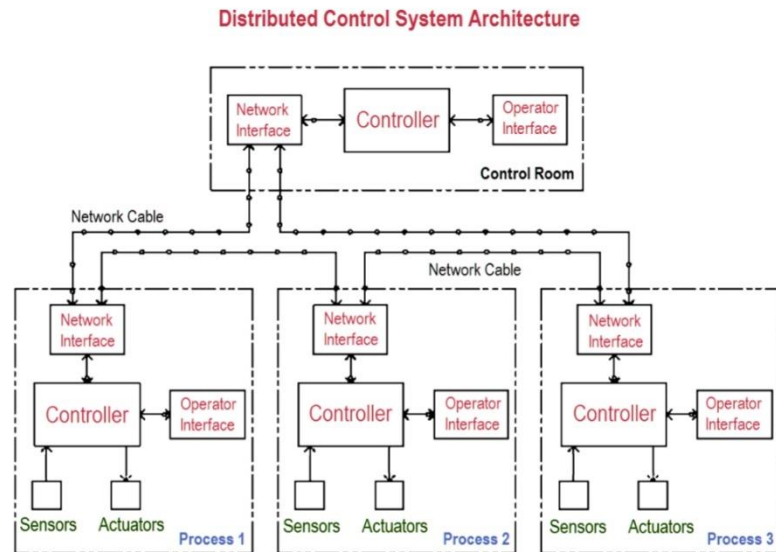 Distributed Control System Architecture
Network
Interface
Controller
Operator
Interface
Control Room
Network Cable
Network Cable
Network
Interface
Controller
Operator
Interface
Sensors
Actuators
Process 1
Network
Interface
Controller
Operator
Interface
Sensors
Actuators
Process 2
Network
Interface
Controller
Operator
Interface
Sensors
Actuators
Process 3